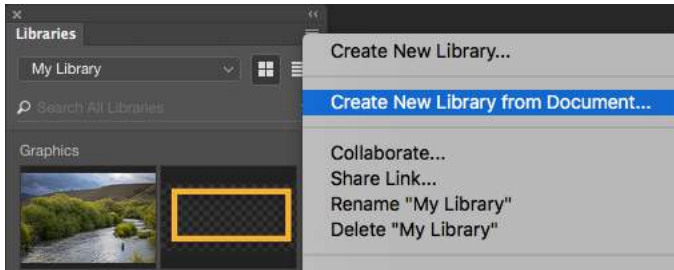 Libraries
My Library
Search All Libraries
Graphics
Create New Library...
Create New Library from Document...
Collaborate...
Share Link...
Rename "My Library"
Delete "My Library"